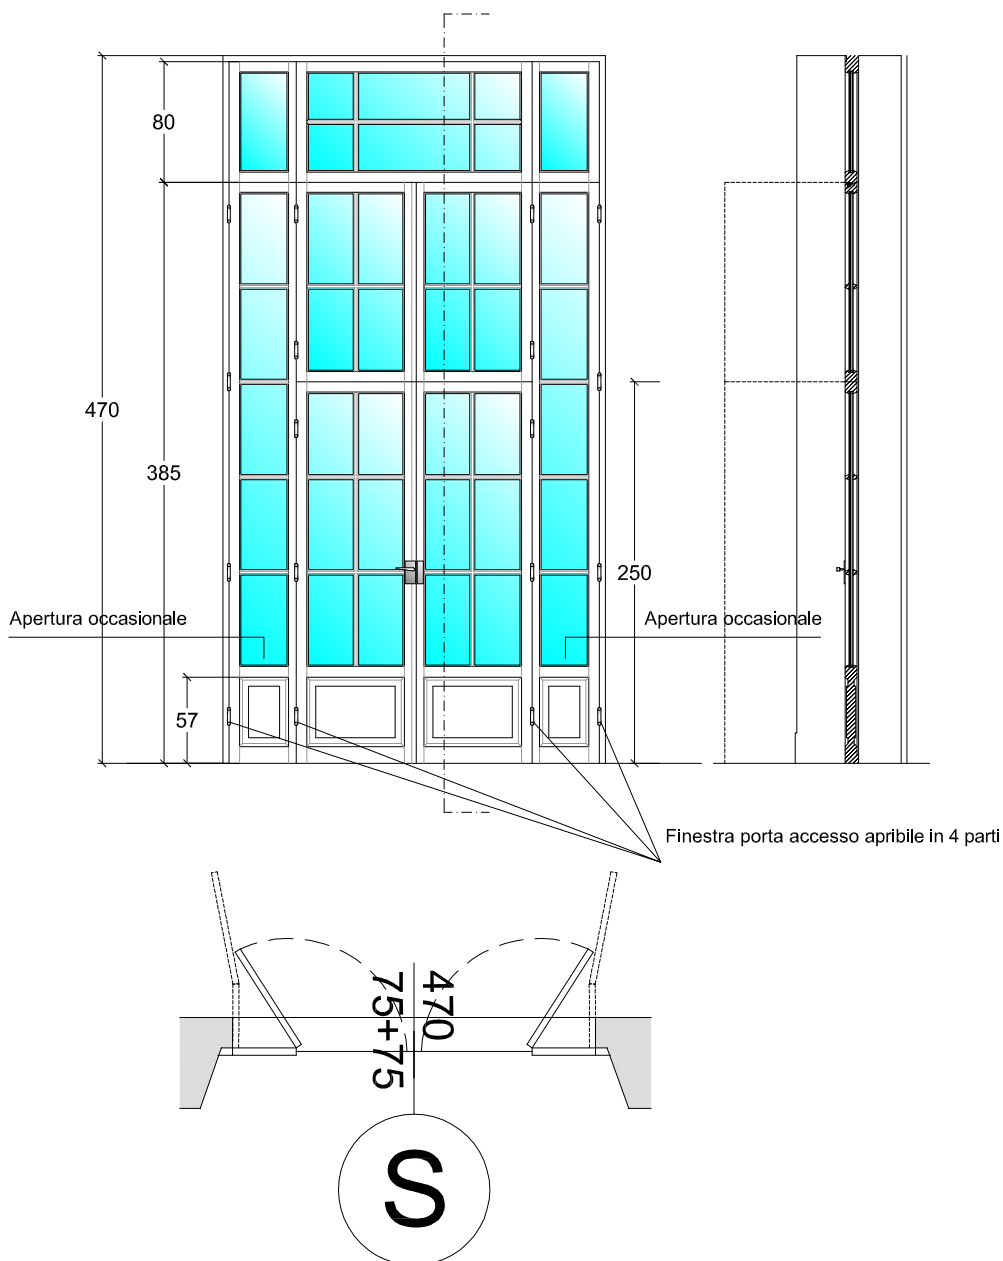 80
470
385
250
Apertura occasionale
Apertura occasionale
57
Finestra porta accesso apribile in 4 parti
470
75+75
S